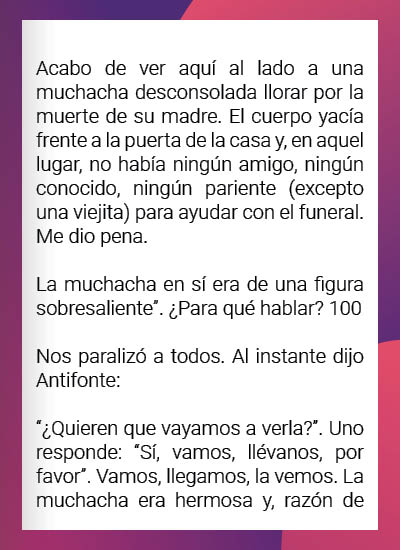 Acabo de ver aquí al lado a una
muchacha desconsolada llorar por la
muerte de su madre. El cuerpo yacía
frente a la puerta de la casa y, en aquel
lugar, no había ningún amigo, ningún
conocido, ningún pariente (excepto
una viejita) para ayudar con el funeral.
Me dio pena.
La muchacha en sí era de una figura
sobresaliente”. ¿Para qué hablar? 100
Nos paralizó a todos. Al instante dijo
Antifonte:
“¿Quieren que vayamos a verla?”. Uno
responde: “Sí, vamos, llévanos, por
favor”. Vamos, llegamos, la vemos. La
muchacha era hermosa y, razón de